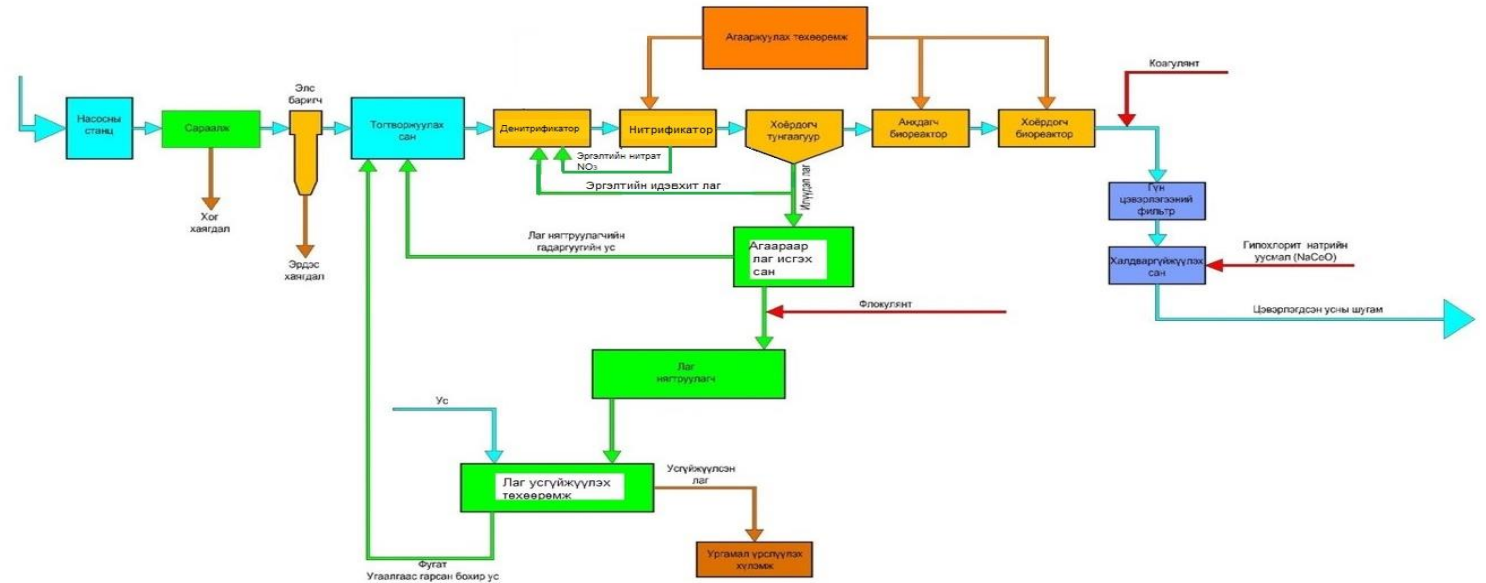 Агааржуулах төхөөрөмж
Коагулянт
Элс
баригч
Насосны
станц
Сараалж
Тогтворжуулах
сан
Денитрификатор
Нитрификатор
Хоёрдогч
тунгаагуур
Анхдагч
биореактор
Хоёрдогч
биореактор
Эргэлтийн нитрат
NO₃
Эргэлтийн идэвхит лаг
Илүүдэл лаг
Гүн
цэвэрлэгээний
фильтр
Хог
хаягдал
Лаг нягтруулагчийн
гадаргуугийн ус
Агаараар
лаг исгэх
сан
Гипохлорит натрийн
уусмал (NaCeO)
Халдваргүйжүүлэх
сан
Эрдэс
хаягдал
Флокулянт
Цэвэрлэгдсэн усны шугам
Лаг
нягтруулагч
Ус
Лаг усгүйжүүлэх
төхөөрөмж
Усгүйжүүлсэн
лаг
Ургамал үрслүүлэх
хүлэмж
Фугат
Угаалгаас гарсан бохир ус